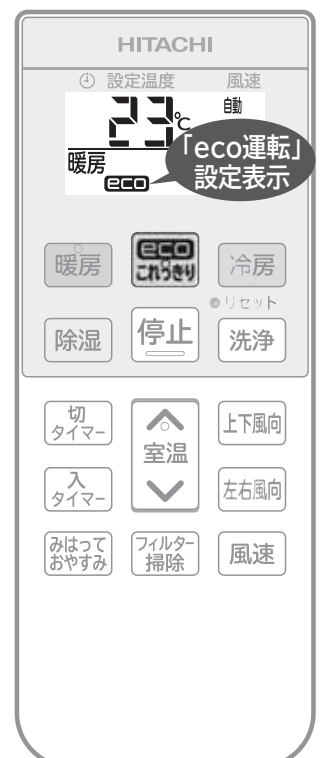 HITACHI
設定温度 風速
23℃ 自動
暖房
eco
「eco運転」
設定表示
暖房
eco
これっきり
冷房
●リセット
除湿
停止
洗浄
切
タイマー
室温
上下風向
入
タイマー
左右風向
みはって
おやすみ
フィルター
掃除
風速